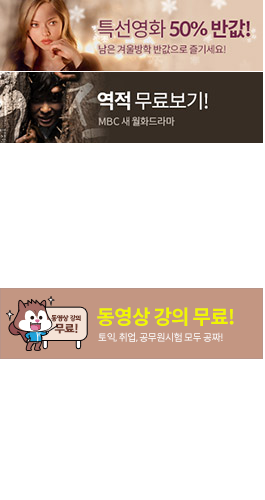 특선영화 50% 반값!
남은 겨울방학 반값으로 즐기세요!
역적 무료보기!
MBC 새 월화드라마
동영상 강의
무료!
동영상 강의 무료!
토익, 취업, 공무원시험 모두 공짜!